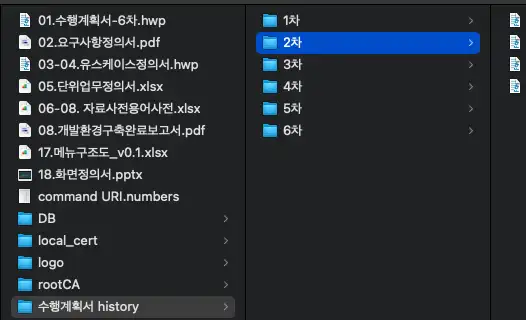 01.수행계획서-6차.hwp
02.요구사항정의서.pdf
03-04.유스케이스정의서.hwp
05.단위업무정의서.xlsx
06-08. 자료사전용어사전.xlsx
08.개발환경구축완료보고서.pdf
17.메뉴구조도_v0.1.xlsx
18.화면정의서.pptx
command URI.numbers
DB
local_cert
logo
rootCA
수행계획서 history
1차
2차
3차
4차
5차
6차